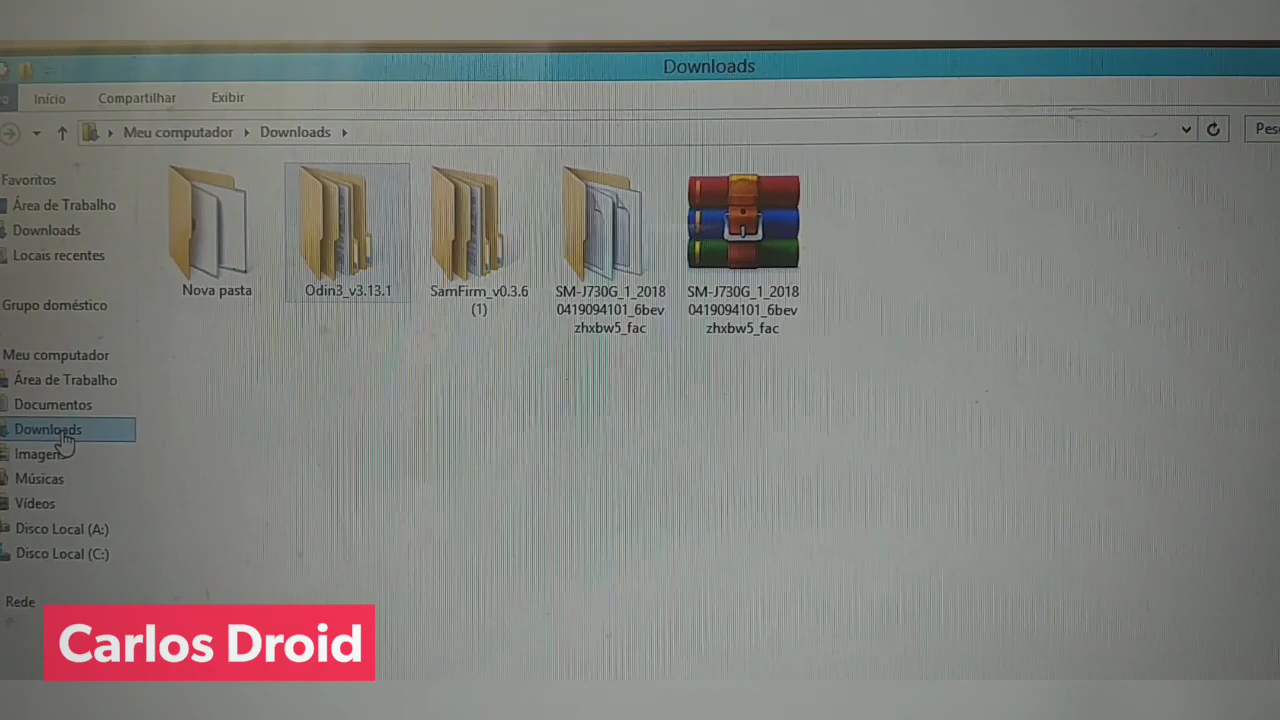 Downloads
Início Compartilhar Exibir
Meu computador Downloads
Favoritos
Área de Trabalho
Downloads
Locais recentes
Grupo doméstico
Meu computador
Área de Trabalho
Documentos
Downloads
Imagens
Músicas
Vídeos
Disco Local (A:)
Disco Local (C:)
Rede
Nova pasta
Odin3_v3.13.1
SamFirm_v0.3.6
(1)
SM-J730G_1_2018
0419094101_6bev
zhxbw5_fac
SM-J730G_1_2018
0419094101_6bev
zhxbw5_fac
Carlos Droid